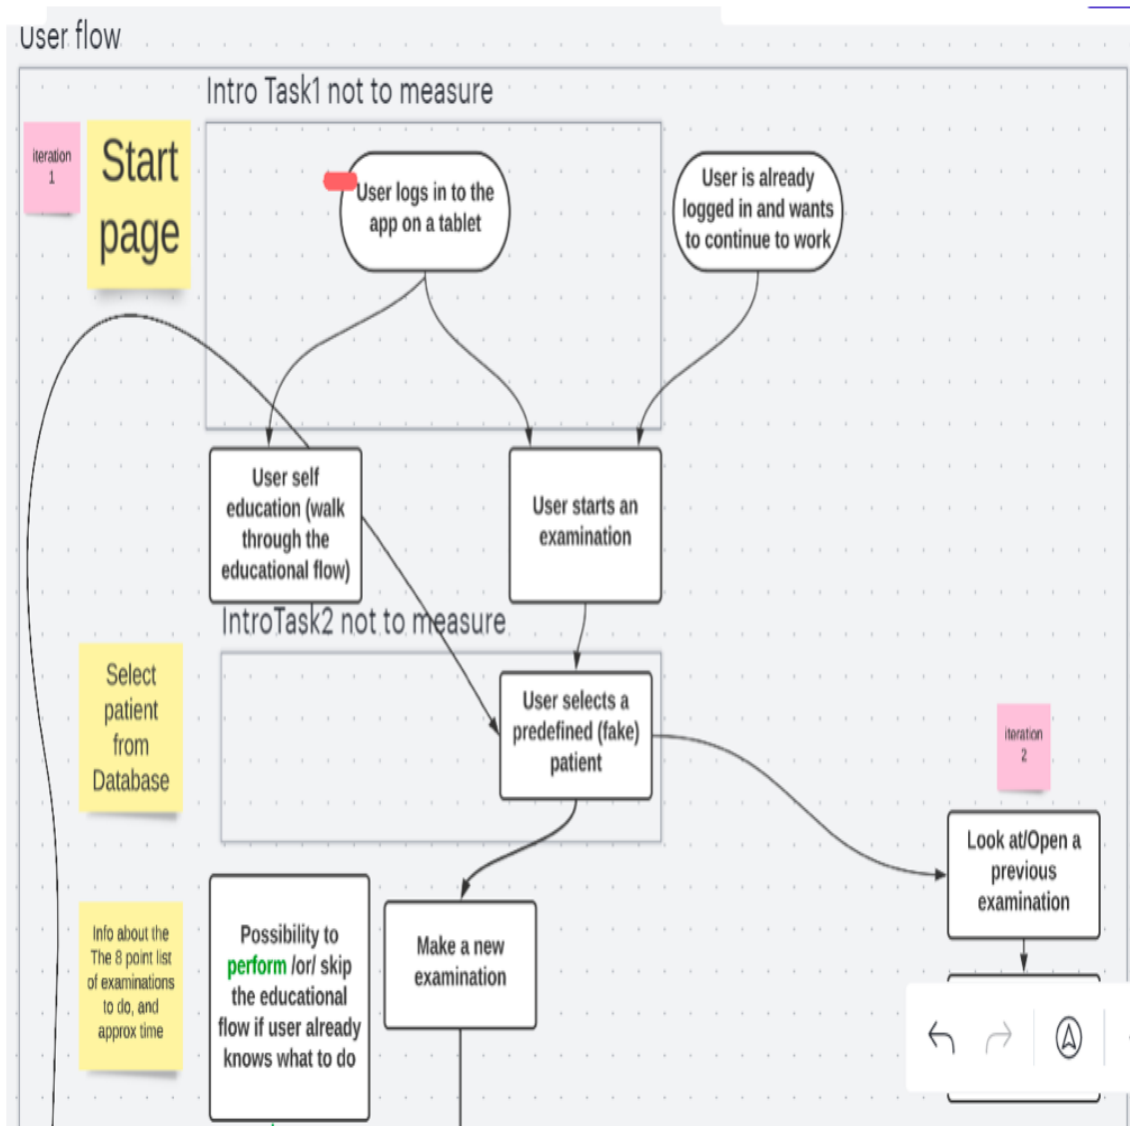 User flow
Intro Task1 not to measure
iteration
1
Start
page
User logs in to the
app on a tablet
User is already
logged in and wants
to continue to work
User self
education (walk
through the
educational flow)
User starts an
examination
IntroTask2 not to measure
Select
patient
from
Database
User selects a
predefined (fake)
patient
iteration
2
Look at/Open a
previous
examination
Info about the
The 8 point list
of examinations
to do, and
approx time
Possibility to
perform /or/ skip
the educational
flow if user already
knows what to do
Make a new
examination